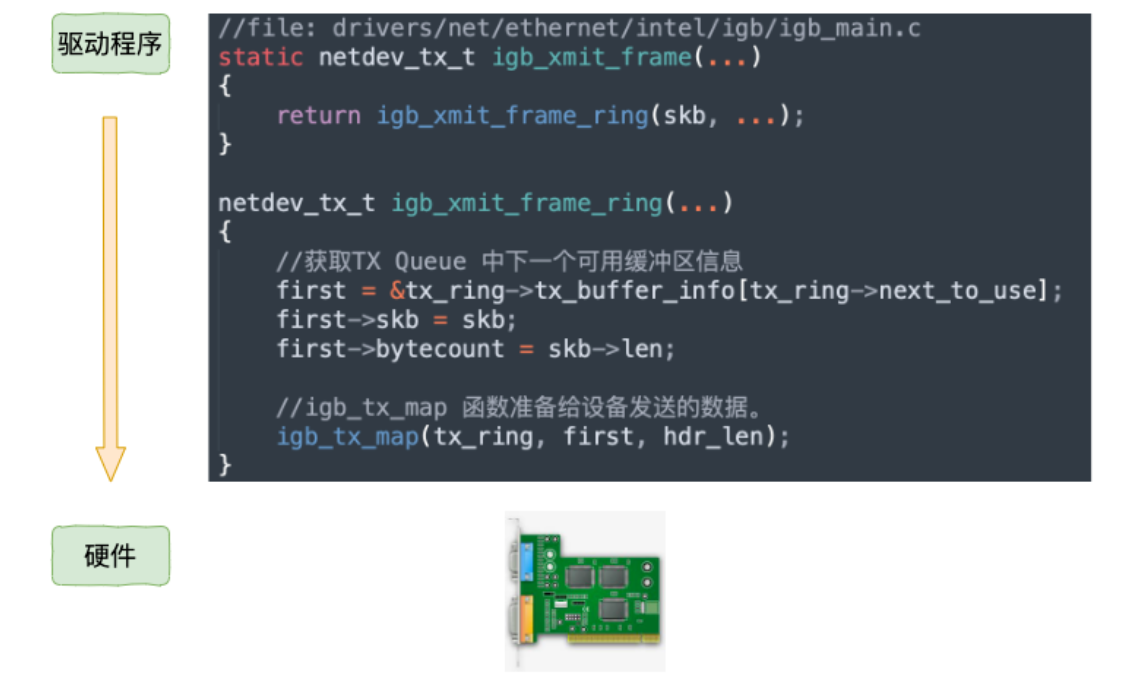 驱动程序
//file: drivers/net/ethernet/intel/igb/igb_main.c
static netdev_tx_t igb_xmit_frame(...)
{
    return igb_xmit_frame_ring(skb, ...);
}
netdev_tx_t igb_xmit_frame_ring(...)
{
    //获取TX Queue 中下一个可用缓冲区信息
    first = &tx_ring->tx_buffer_info[tx_ring->next_to_use];
    first->skb = skb;
    first->bytecount = skb->len;
    //igb_tx_map 函数准备给设备发送的数据。
    igb_tx_map(tx_ring, first, hdr_len);
}
硬件